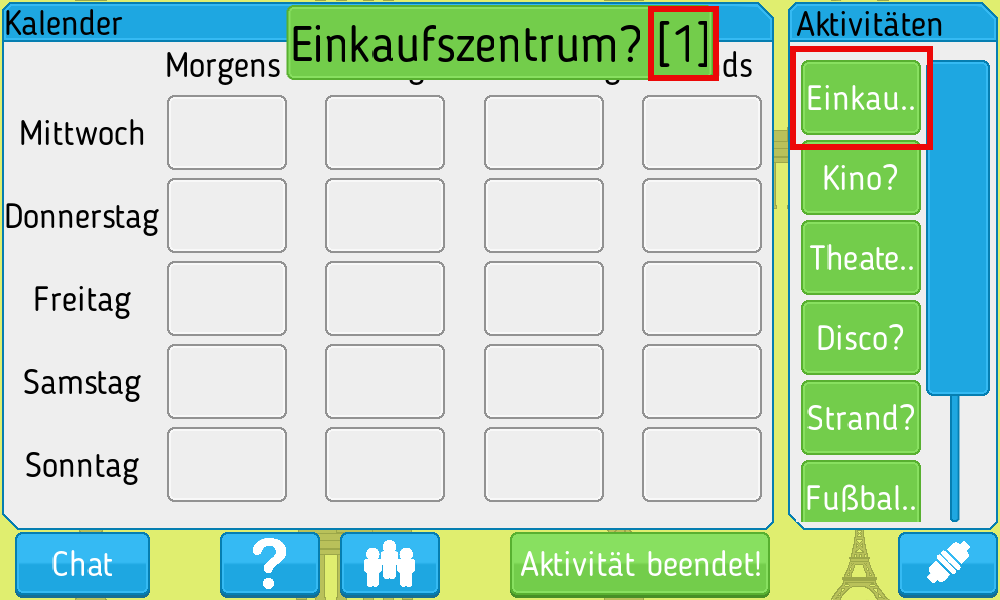 Kalender
Einkaufszentrum? [1]
Aktivitäten
Morgens
ds
Einkau..
Mittwoch
Kino?
Donnerstag
Theate..
Freitag
Disco?
Samstag
Strand?
Sonntag
Fußbal..
Chat
?
Aktivität beendet!